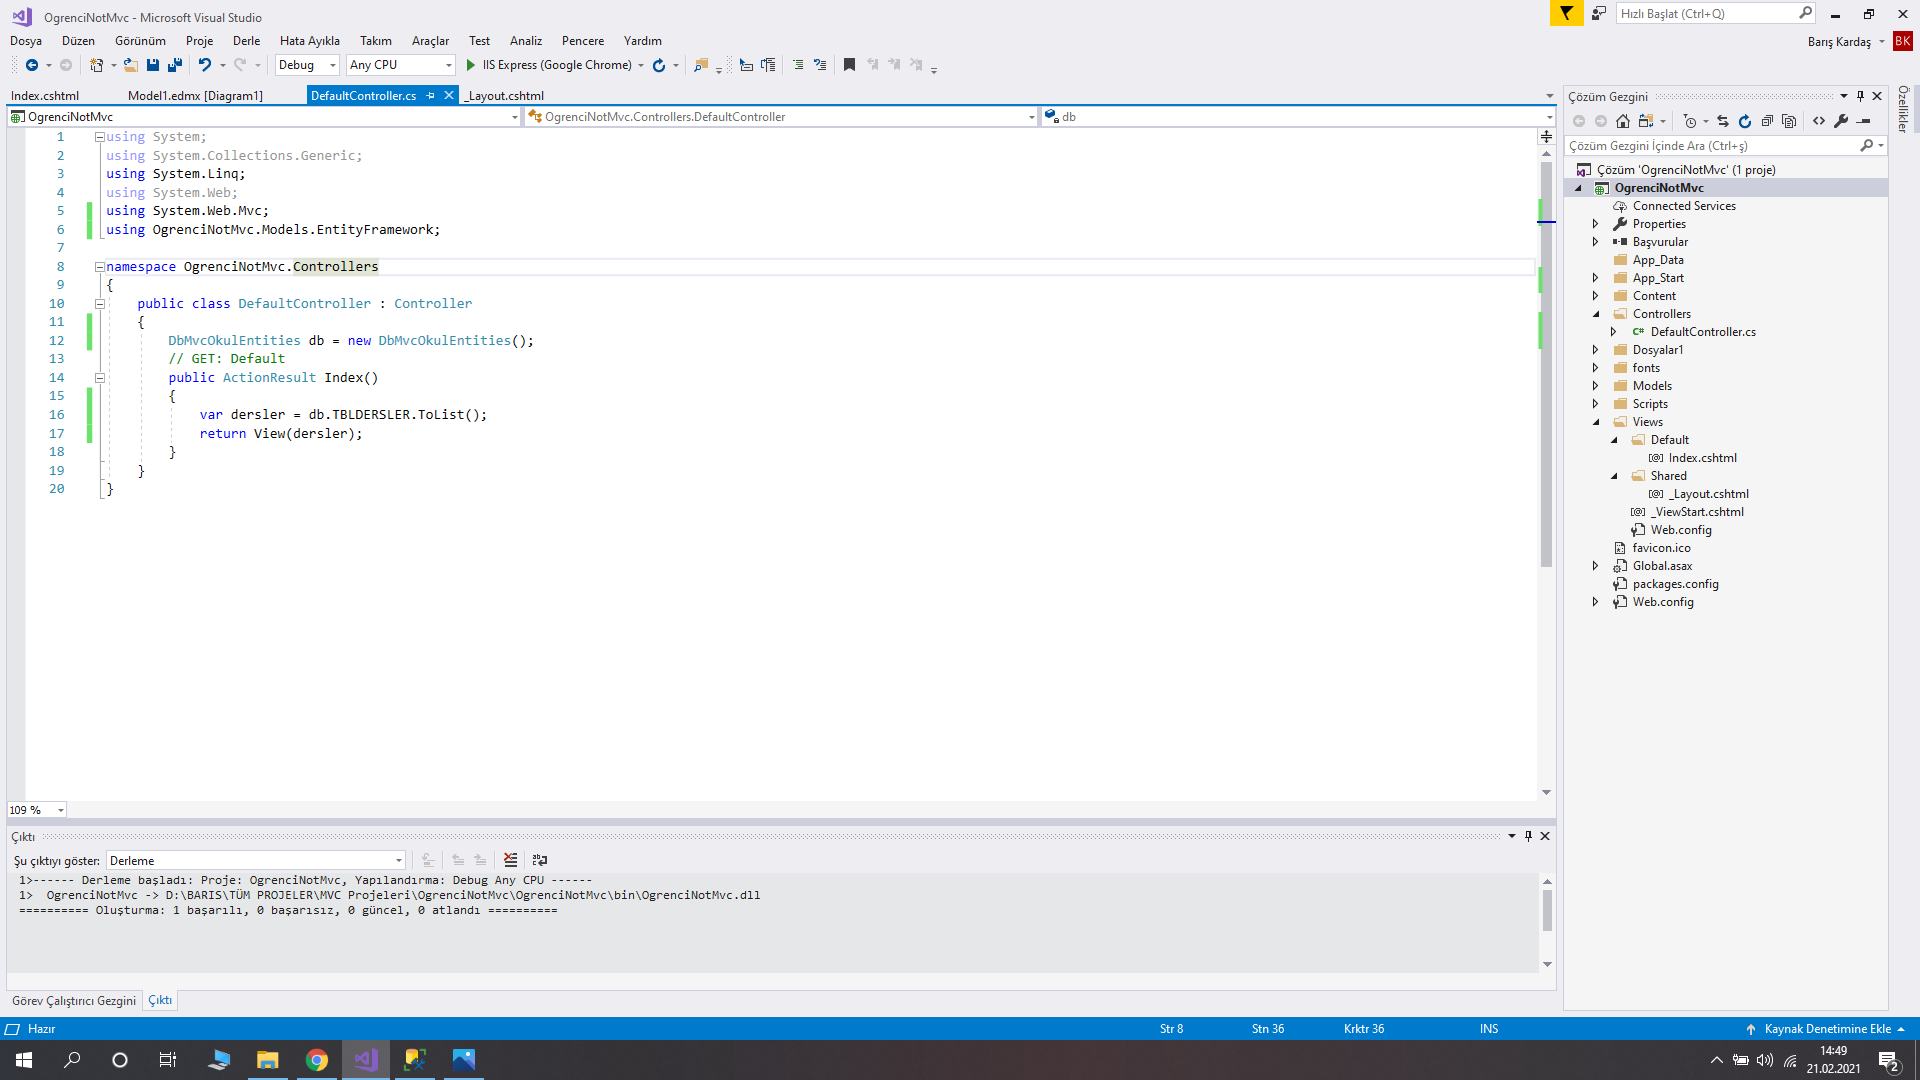 OgrenciNotMvc - Microsoft Visual Studio
Hızlı Başlat (Ctrl+Q)
Dosya Düzen Görünüm Proje Derle Hata Ayıkla Takım Araçlar Test Analiz Pencere Yardım
Barış Kardaş BK
Debug Any CPU IIS Express (Google Chrome)
Index.cshtml Model1.edmx [Diagram1] DefaultController.cs _Layout.cshtml
OgrenciNotMvc OgrenciNotMvc.Controllers.DefaultController db
1 using System;
2 using System.Collections.Generic;
3 using System.Linq;
4 using System.Web;
5 using System.Web.Mvc;
6 using OgrenciNotMvc.Models.EntityFramework;
7
8 namespace OgrenciNotMvc.Controllers
9 {
10 public class DefaultController : Controller
11 {
12 DbMvcOkulEntities db = new DbMvcOkulEntities();
13 // GET: Default
14 public ActionResult Index()
15 {
16 var dersler = db.TBLDERSLER.ToList();
17 return View(dersler);
18 }
19 }
20 }
109 %
Çıktı
Şu çıktıyı göster: Derleme
1>------ Derleme başladı: Proje: OgrenciNotMvc, Yapılandırma: Debug Any CPU ------
1> OgrenciNotMvc -> D:\BARIS\TÜM PROJELER\MVC Projeleri\OgrenciNotMvc\OgrenciNotMvc\bin\OgrenciNotMvc.dll
========== Oluşturma: 1 başarılı, 0 başarısız, 0 güncel, 0 atlandı ==========
Görev Çalıştırıcı Gezgini Çıktı
Çözüm Gezgini
Çözüm Gezgini İçinde Ara (Ctrl+ş)
Çözüm 'OgrenciNotMvc' (1 proje)
OgrenciNotMvc
Connected Services
Properties
Başvurular
App_Data
App_Start
Content
Controllers
C# DefaultController.cs
Dosyalar1
fonts
Models
Scripts
Views
Default
[@] Index.cshtml
Shared
[@] _Layout.cshtml
[@] _ViewStart.cshtml
Web.config
favicon.ico
Global.asax
packages.config
Web.config
Özellikler
Hazır Str 8 Stn 36 Krktr 36 INS Kaynak Denetimine Ekle
14:49
21.02.2021
2